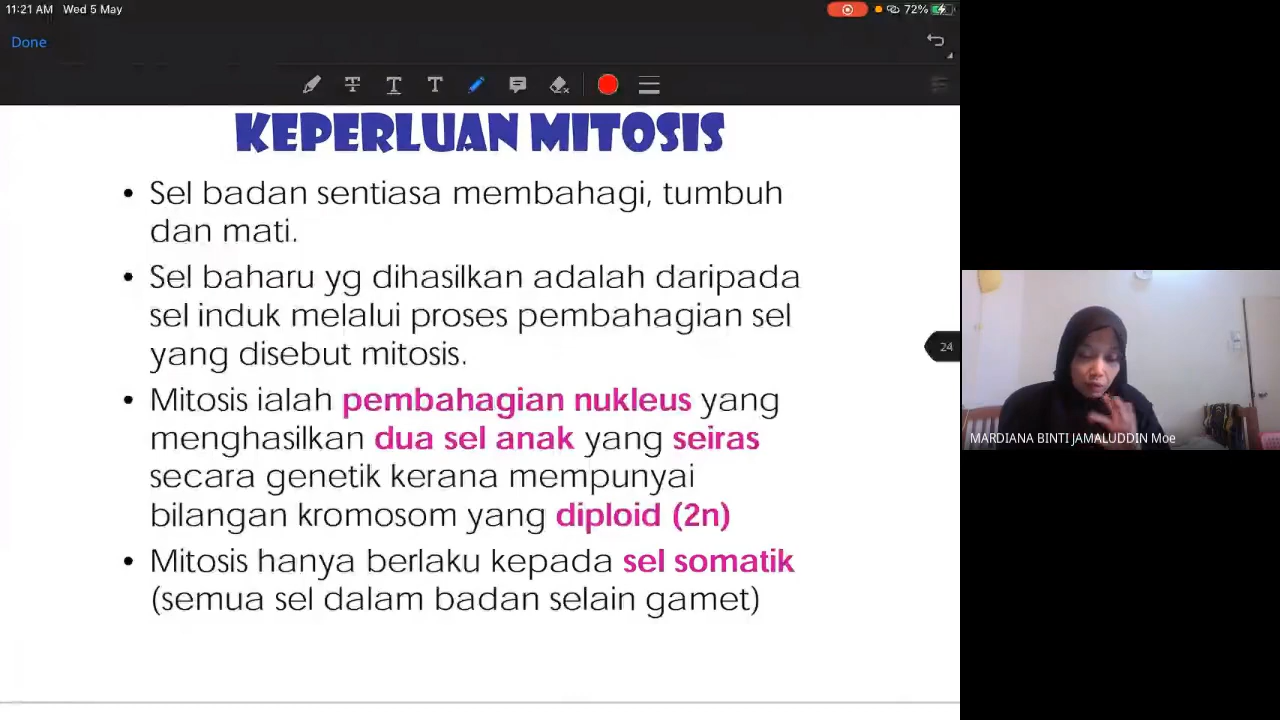 11:21 AM Wed 5 May
72%
Done
T T T
KEPERLUAN MITOSIS
• Sel badan sentiasa membahagi, tumbuh
dan mati.
• Sel baharu yg dihasilkan adalah daripada
sel induk melalui proses pembahagian sel
yang disebut mitosis.
• Mitosis ialah pembahagian nukleus yang
menghasilkan dua sel anak yang seiras
secara genetik kerana mempunyai
bilangan kromosom yang diploid (2n)
• Mitosis hanya berlaku kepada sel somatik
(semua sel dalam badan selain gamet)
24
MARDIANA BINTI JAMALUDDIN Moe